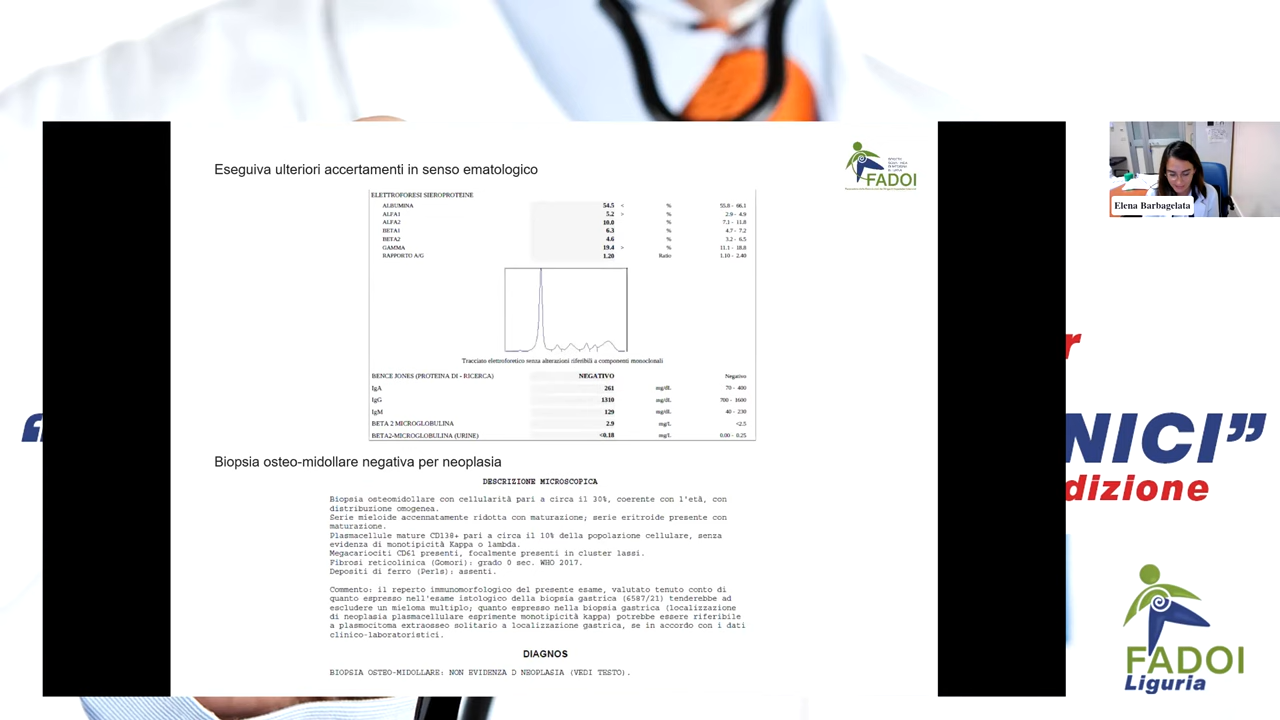 Eseguiva ulteriori accertamenti in senso ematologico
FADOI
Elena Barbagelata
ELETTROFORESI SIEROPROTEINE
ALBUMINA 54.5 < % 55.8 - 66.1
ALFA1 5.2 > % 2.9 - 4.9
ALFA2 10.0 % 7.1 - 11.8
BETA1 6.3 % 4.7 - 7.2
BETA2 4.6 % 3.2 - 6.5
GAMMA 19.4 > % 11.1 - 18.8
RAPPORTO A/G 1.20 Ratio 1.10 - 2.40
Tracciato elettroforetico senza alterazioni riferibili a componenti monoclonali
BENCE JONES (PROTEINA DI - RICERCA) NEGATIVO Negativo
IgA 261 mg/dL 70 - 400
IgG 1310 mg/dL 700 - 1600
IgM 129 mg/dL 40 - 230
BETA 2 MICROGLOBULINA 2.9 mg/L <2.5
BETA2-MICROGLOBULINA (URINE) <0.18 mg/L 0.00 - 0.25
Biopsia osteo-midollare negativa per neoplasia
DESCRIZIONE MICROSCOPICA
Biopsia osteomidollare con cellularità pari a circa il 30%, coerente con l'età, con
distribuzione omogenea.
Serie mieloide accennatamente ridotta con maturazione; serie eritroide presente con
maturazione.
Plasmacellule mature CD138+ pari a circa il 10% della popolazione cellulare, senza
evidenza di monotipicità Kappa o lambda.
Megacariociti CD61 presenti, focalmente presenti in cluster lassi.
Fibrosi reticolinica (Gomori): grado 0 sec. WHO 2017.
Depositi di ferro (Perls): assenti.
Commento: il reperto immunomorfologico del presente esame, valutato tenuto conto di
quanto espresso nell'esame istologico della biopsia gastrica (6587/21) tenderebbe ad
escludere un mieloma multiplo; quanto espresso nella biopsia gastrica (localizzazione
di neoplasia plasmacellulare esprimente monotipicità kappa) potrebbe essere riferibile
a plasmocitoma extraosseo solitario a localizzazione gastrica, se in accordo con i dati
clinico-laboratoristici.
DIAGNOS
BIOPSIA OSTEO-MIDOLLARE: NON EVIDENZA D NEOPLASIA (VEDI TESTO).
“
r
NICI”
dizione
FADOI
Liguria